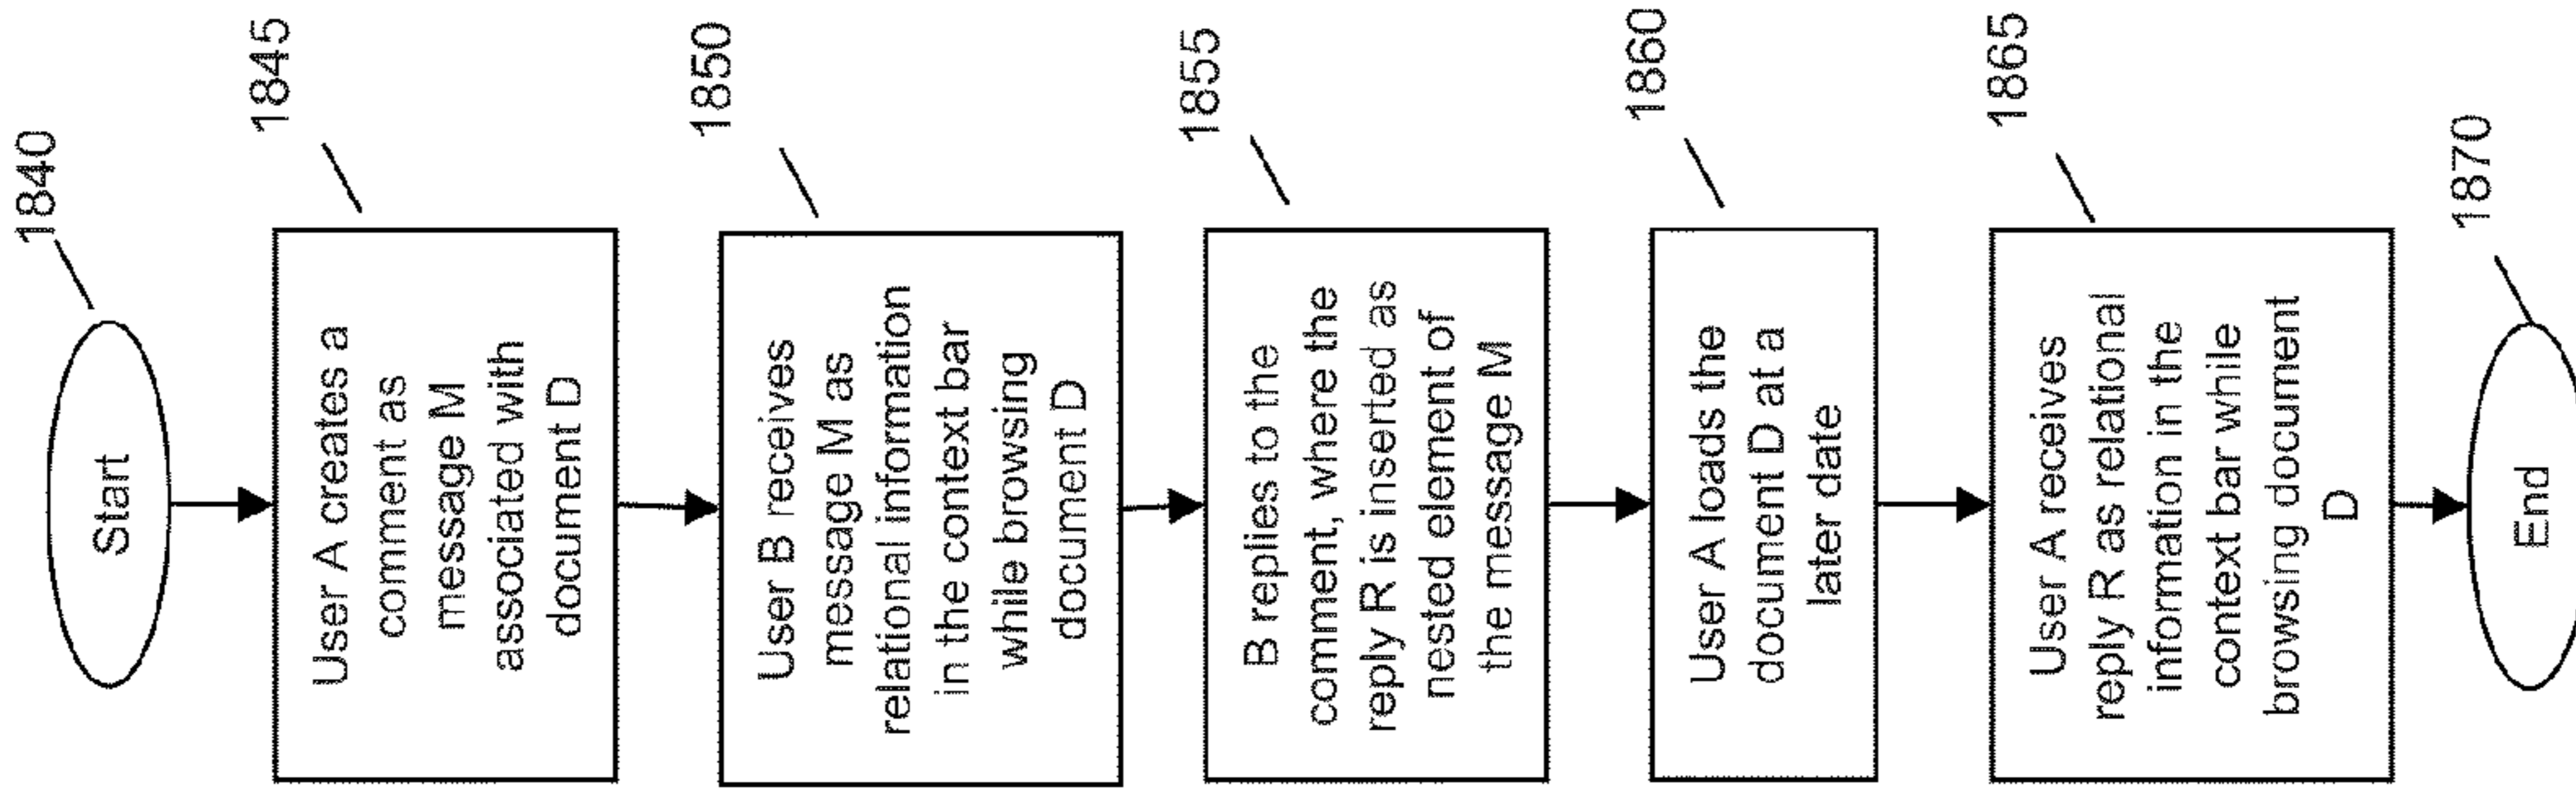 1840
Start
1845
User A creates a
comment as
message M
associated with
document D
1850
User B receives
message M as
relational information
in the context bar
while browsing
document D
1855
B replies to the
comment, where the
reply R is inserted as
nested element of
the message M
1860
User A loads the
document D at a
later date
1865
User A receives
reply R as relational
information in the
context bar while
browsing document
D
1870
End